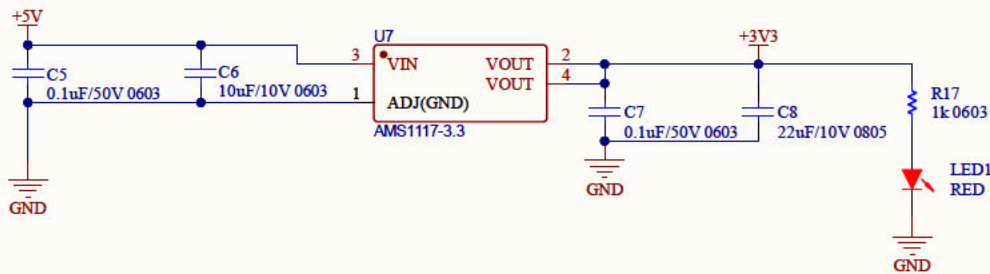 +5V
U7
+3V3
3
VIN
VOUT
2
VOUT
4
C5
0.1uF/50V 0603
C6
10uF/10V 0603
1
ADJ(GND)
AMS1117-3.3
C7
0.1uF/50V 0603
C8
22uF/10V 0805
R17
1k 0603
LED1
RED
GND
GND
GND